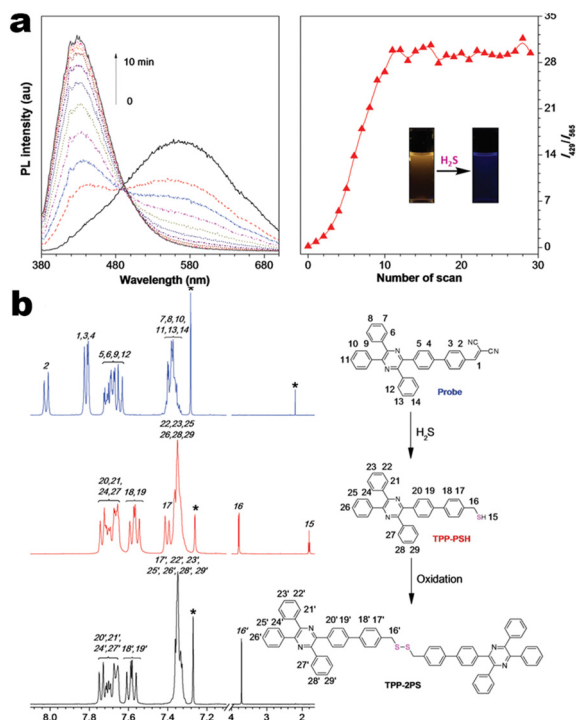 a
PL intensity (au)
10 min
0
380 480 580 680
Wavelength (nm)
H₂S
0 10 20 30
Number of scan
0
7
14
21
28
35
I₄₂₉/I₅₆₅
b
2
1,3,4
5,6,9,12
7,8,10,
11,13,14
*
*
22,23,25
26,28,29
20,21,
24,27
18,19
17
*
16
15
17', 22', 23',
25', 26', 28', 29'
20',21',
24',27'
18',19'
*
16'
8.0 7.8 7.6 7.4 7.2 4 2
8 7
6
10 9
11
5 4
3 2
NC
CN
1
12
13 14
N
N
Probe
H₂S
23 22
21
25 24
26
20 19
18 17
16
SH 15
27
28 29
N
N
TPP-PSH
Oxidation
23' 22'
21'
25' 24'
26'
20' 19'
18' 17'
16'
S–S
27'
28' 29'
N
N
N
N
TPP-2PS